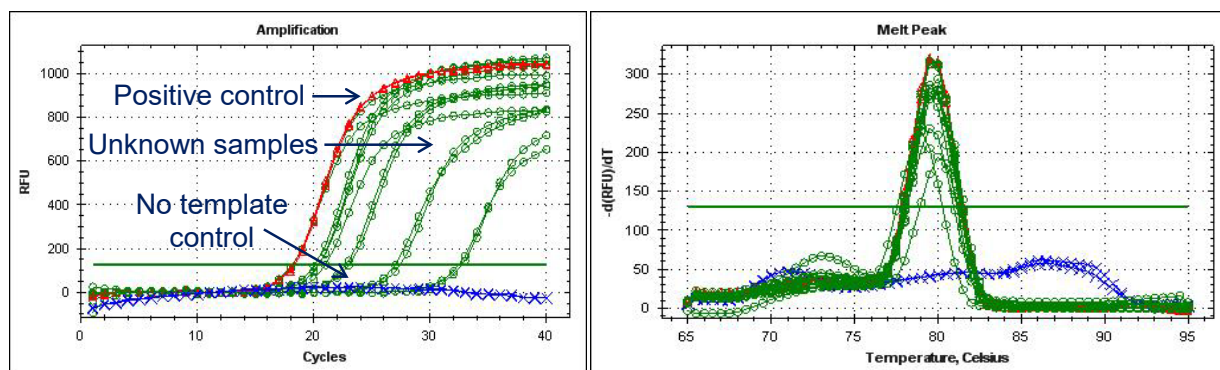 Amplification
1000
800
600
400
200
0
RFU
0
10
20
30
40
Cycles
Positive control
Unknown samples
No template
control
Melt Peak
300
250
200
150
100
50
0
-d(RFU)/dT
65
70
75
80
85
90
95
Temperature, Celsius